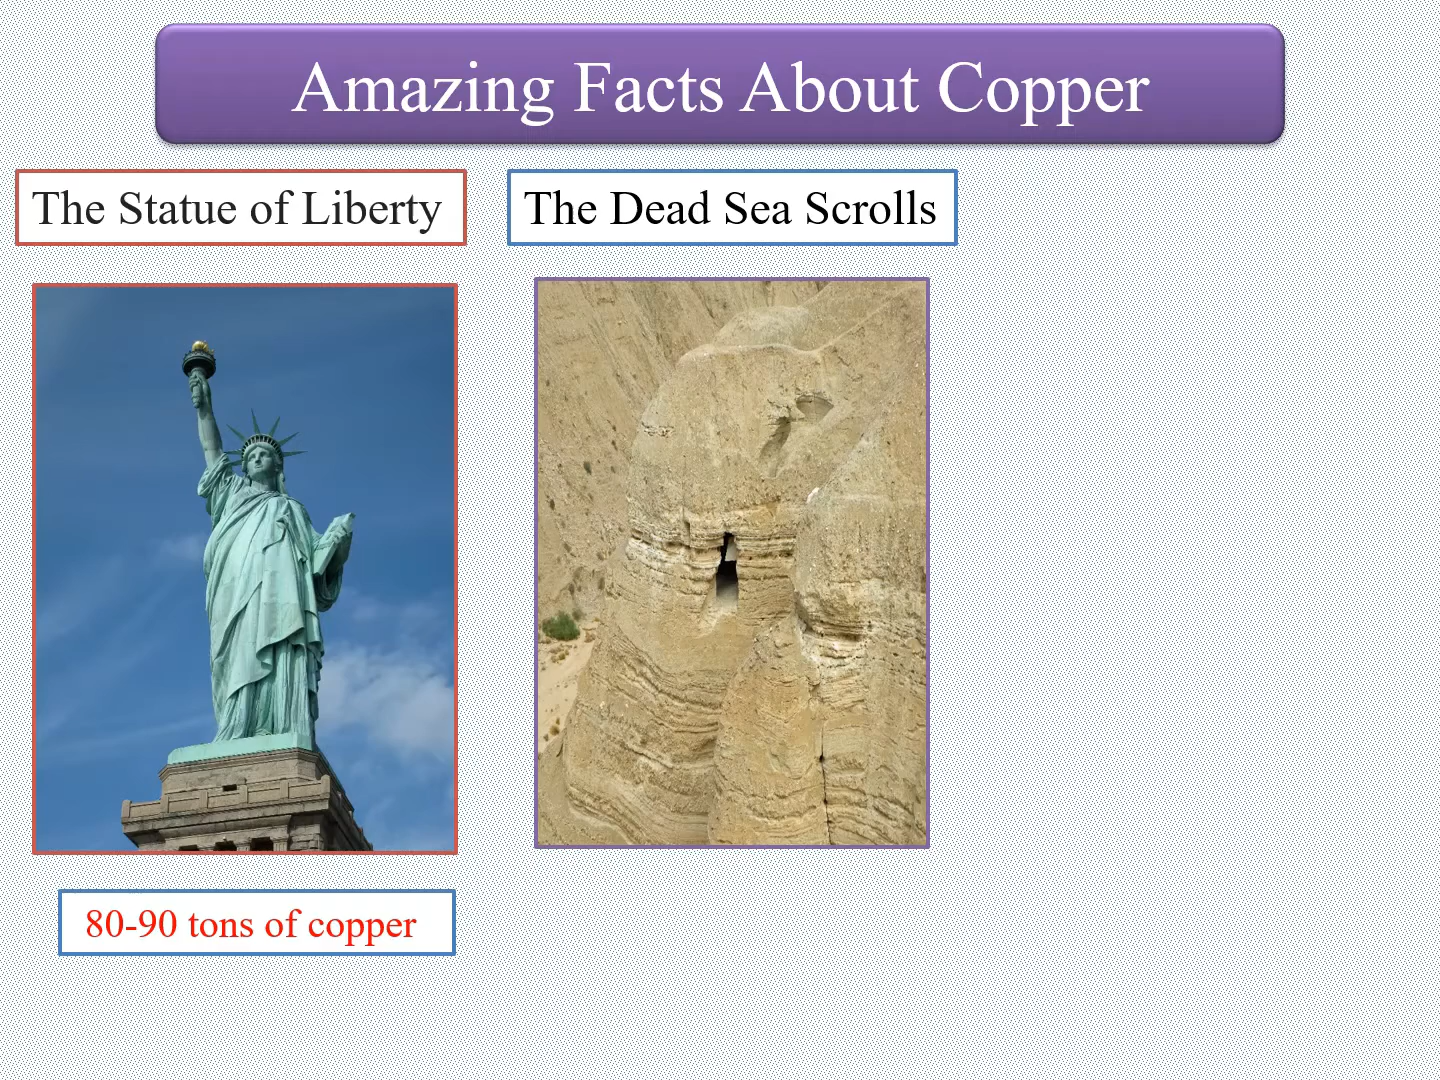 Amazing Facts About Copper
The Statue of Liberty
The Dead Sea Scrolls
80-90 tons of copper